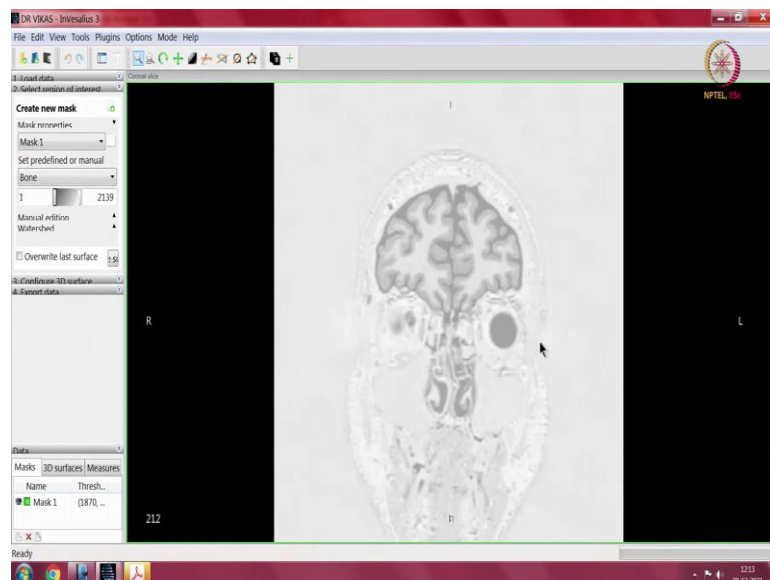 DR VIKAS - InVesalius 3
File Edit View Tools Plugins Options Mode Help
NPTEL, IISc
1. Load data
Coronal slice
2. Select region of interest
Create new mask
Mask properties
Mask 1
Set predefined or manual
Bone
1 2139
Manual edition
Watershed
Overwrite last surface
3. Configure 3D surface
4. Export data
R
L
Data
Masks 3D surfaces Measures
Name Thresh..
Mask 1 (1870, ...
212
Ready
12:13